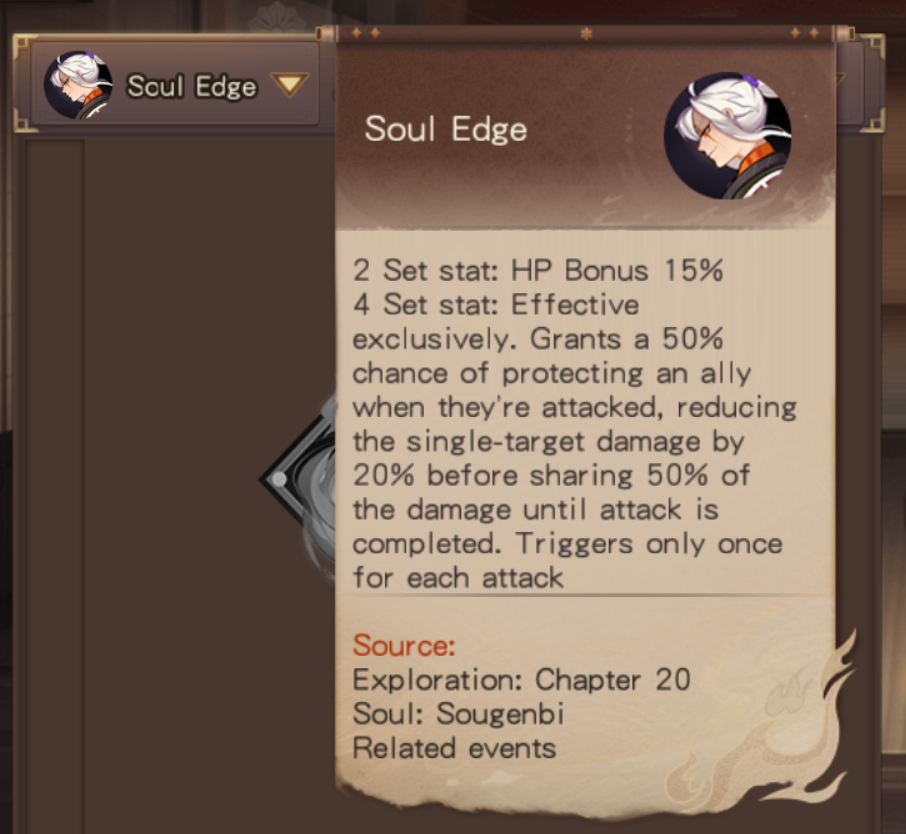 Soul Edge
Soul Edge
2 Set stat: HP Bonus 15%
4 Set stat: Effective
exclusively. Grants a 50%
chance of protecting an ally
when they're attacked, reducing
the single-target damage by
20% before sharing 50% of
the damage until attack is
completed. Triggers only once
for each attack
Source:
Exploration: Chapter 20
Soul: Sougenbi
Related events